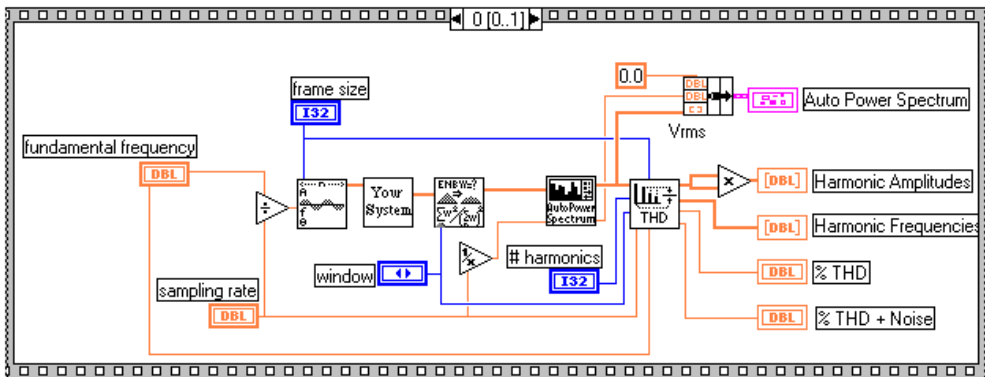 0 [0..1]
0.0
DBL
DBL
frame size
I32
Auto Power Spectrum
Vrms
fundamental frequency
DBL
A
f
θ
Your
System
ENBW=?
AutoPower
Spectrum
THD
x
[DBL]
Harmonic Amplitudes
÷
1/x
# harmonics
I32
[DBL]
Harmonic Frequencies
window
DBL
% THD
sampling rate
DBL
DBL
% THD + Noise